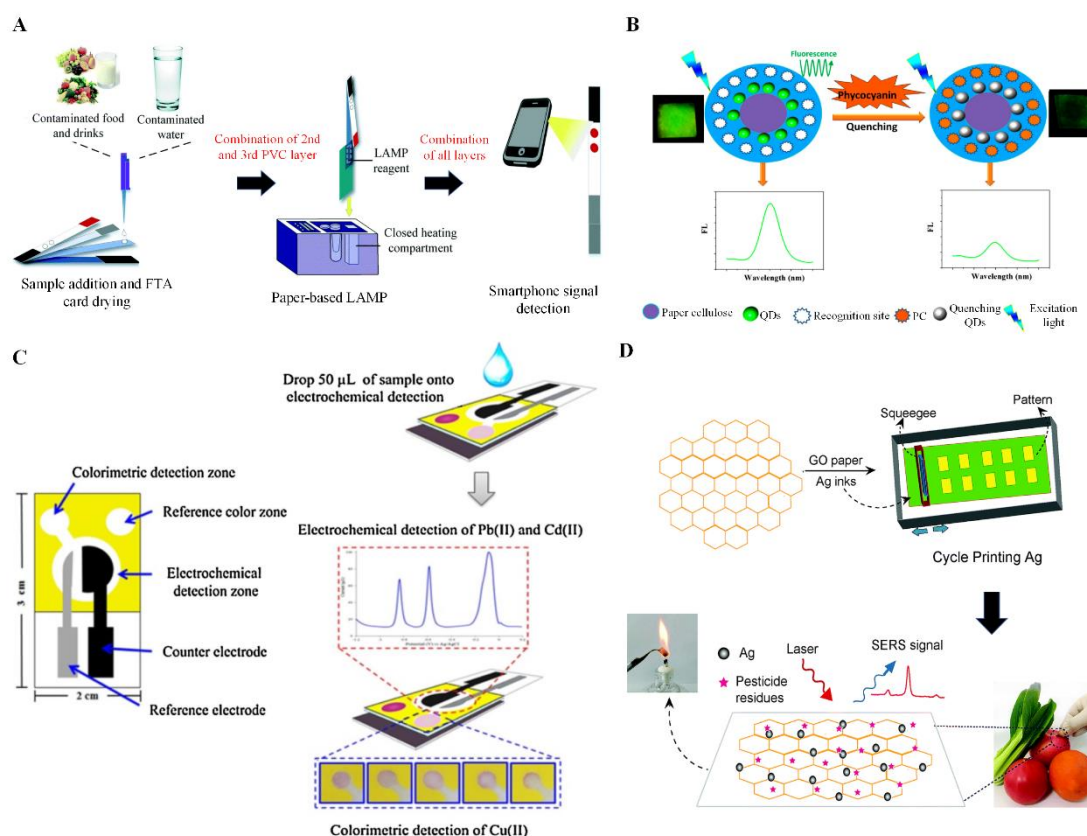 A
Contaminated food
and drinks
Contaminated
water
Sample addition and FTA
card drying
Combination of 2nd
and 3rd PVC layer
LAMP
reagent
Closed heating
compartment
Paper-based LAMP
Combination
of all layers
Smartphone signal
detection
B
Fluorescence
Phycocyanin
Quenching
FL
Wavelength (nm)
FL
Wavelength (nm)
Paper cellulose
QDs
Recognition site
PC
Quenching
QDs
Excitation
light
C
Drop 50 µL of sample onto
electrochemical detection
Colorimetric detection zone
Reference color zone
Electrochemical
detection zone
Counter electrode
Reference electrode
3 cm
2 cm
Electrochemical detection of Pb(II) and Cd(II)
Colorimetric detection of Cu(II)
D
Squeegee
Pattern
GO paper
Ag inks
Cycle Printing Ag
Ag
Pesticide
residues
Laser
SERS signal